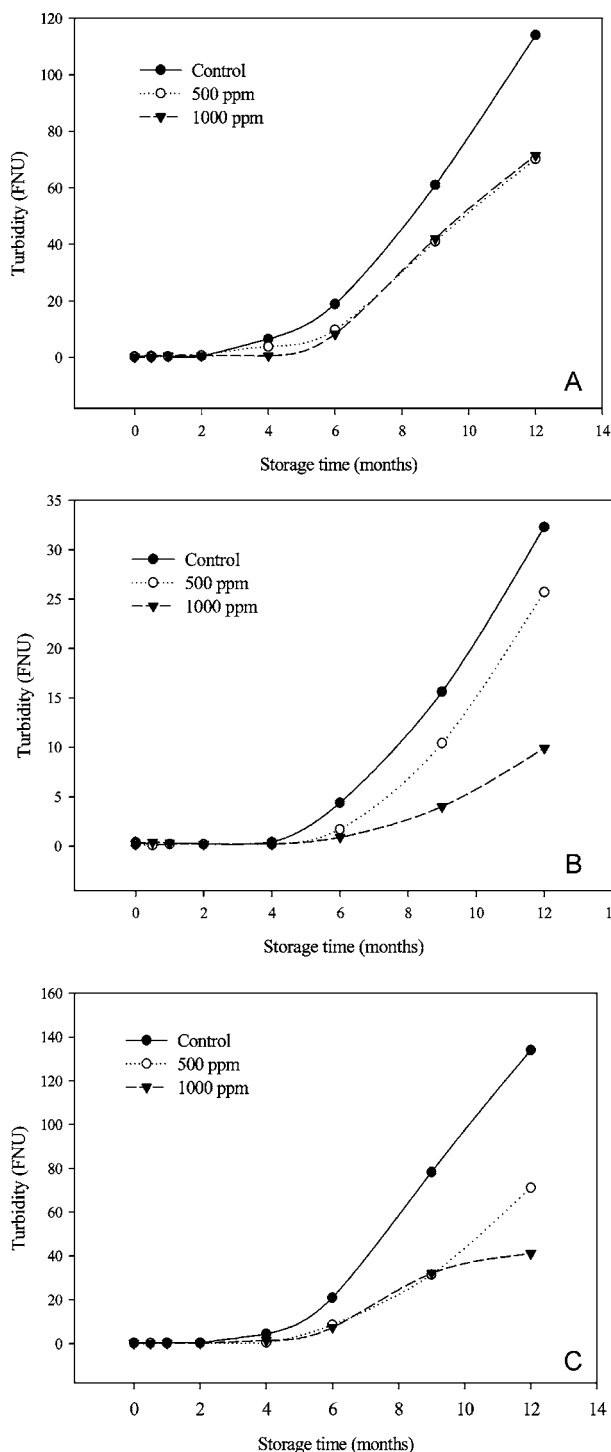 120
100
80
60
40
20
0
Turbidity (FNU)
Control
500 ppm
1000 ppm
A
0 2 4 6 8 10 12 14
Storage time (months)
35
30
25
20
15
10
5
0
Turbidity (FNU)
Control
500 ppm
1000 ppm
B
0 2 4 6 8 10 12
Storage time (months)
160
140
120
100
80
60
40
20
0
Turbidity (FNU)
Control
500 ppm
1000 ppm
C
0 2 4 6 8 10 12 14
Storage time (months)